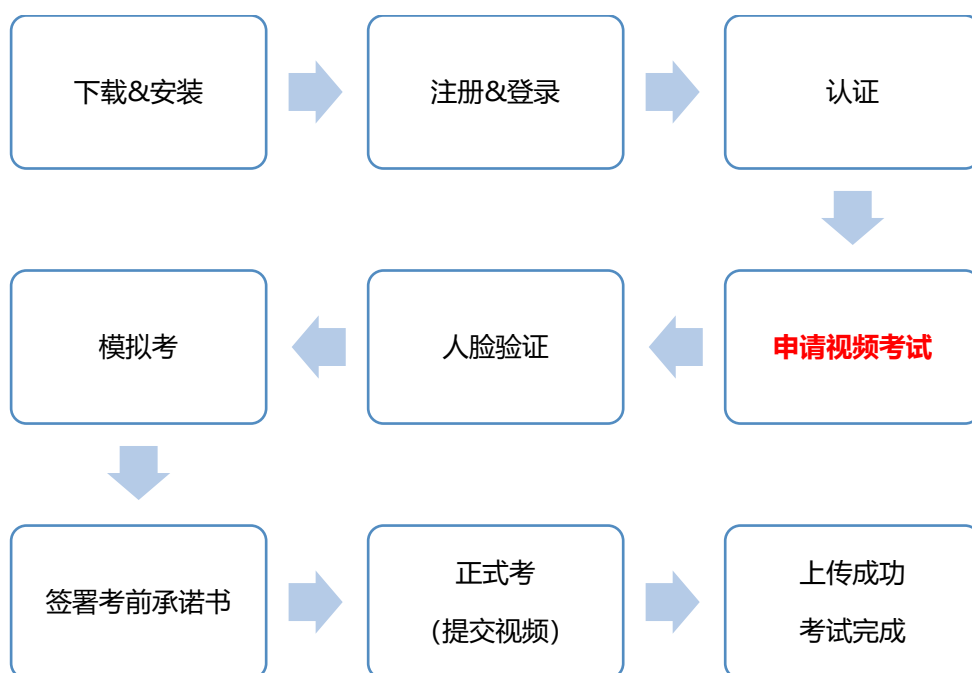 下载&安装
注册&登录
认证
申请视频考试
人脸验证
模拟考
签署考前承诺书
正式考
(提交视频)
上传成功
考试完成